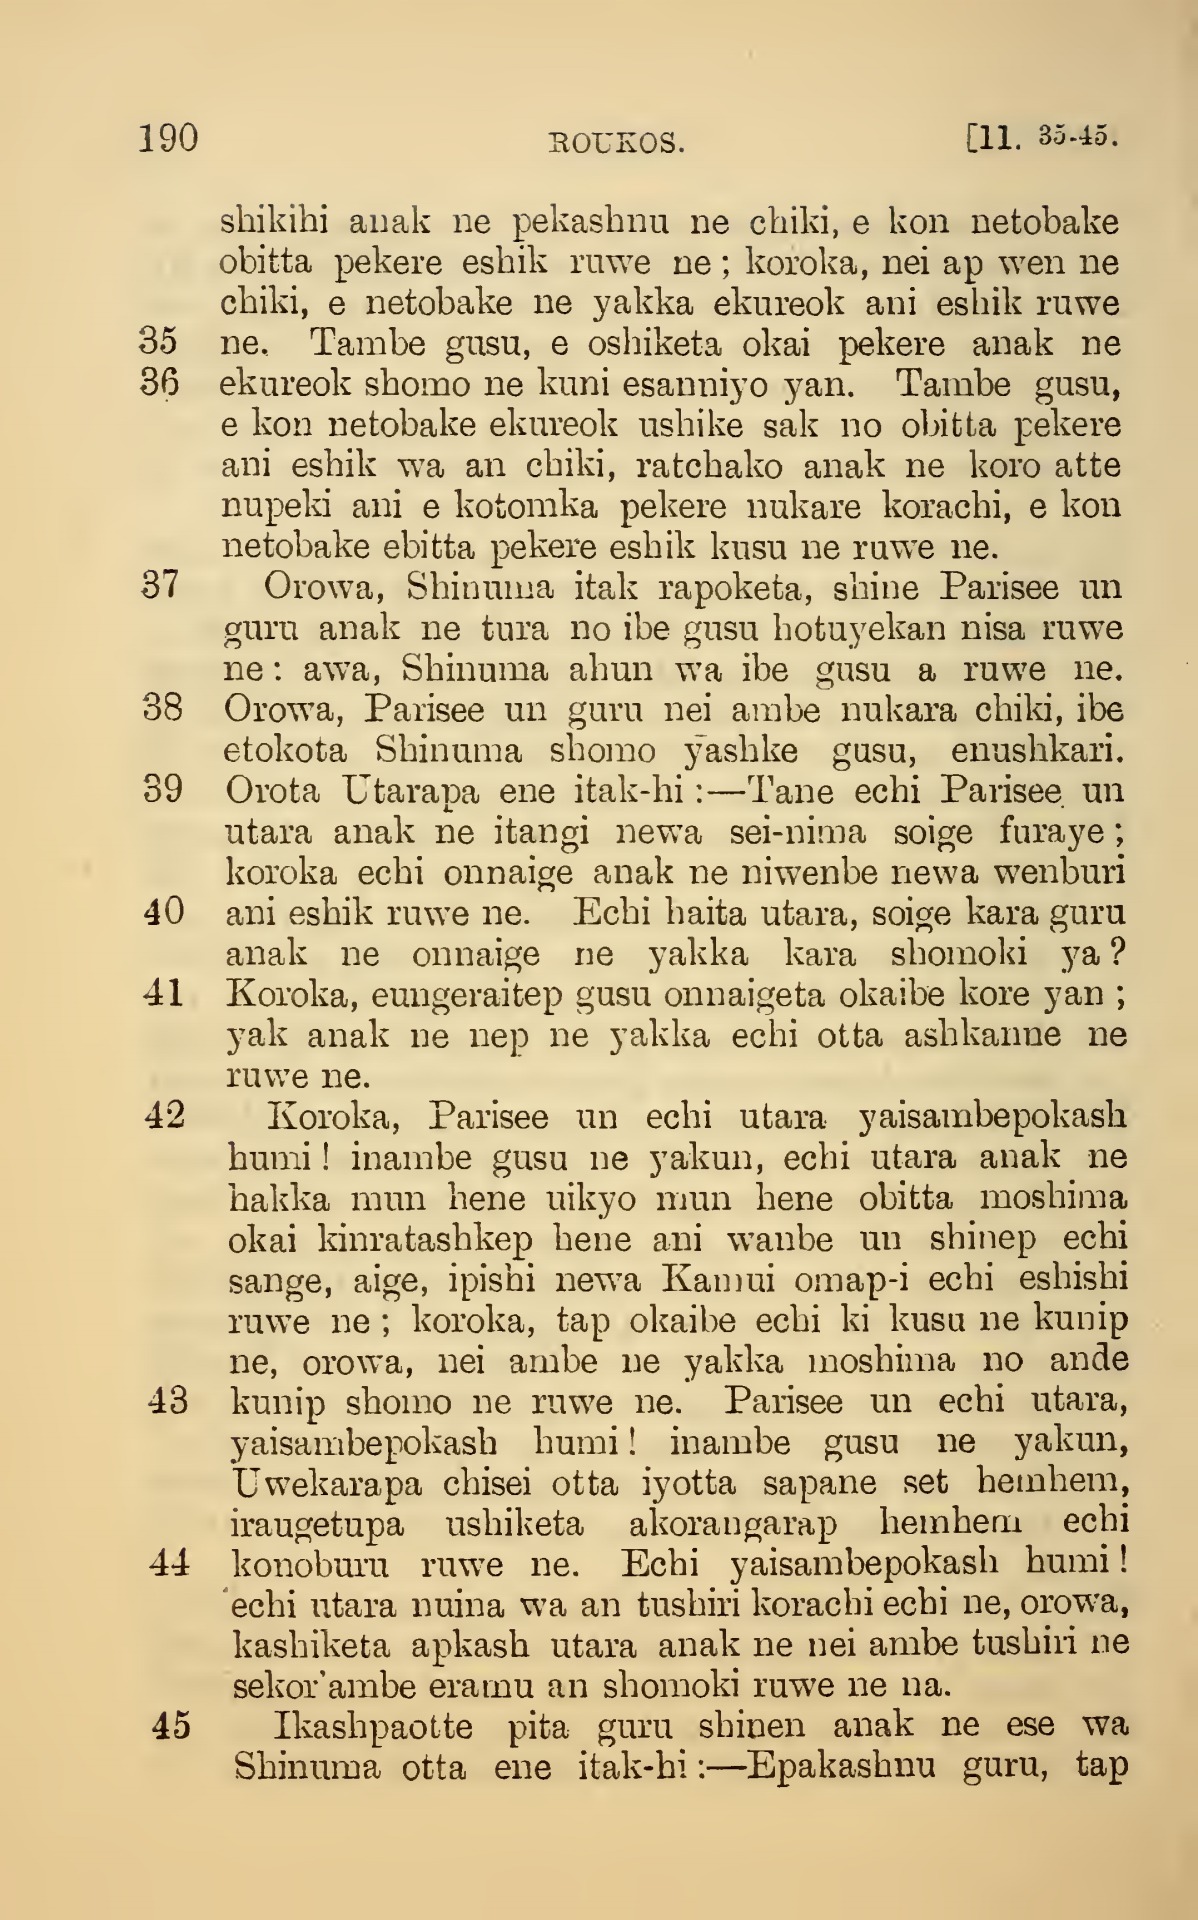 190 ROUKOS. [11. 35-45.
shikihi anak ne pekashnu ne chiki, e kon netobake
obitta pekere eshik ruwe ne ; koroka, nei ap wen ne
chiki, e netobake ne yakka ekureok ani eshik ruwe
35 ne. Tambe gusu, e oshiketa okai pekere anak ne
36 ekureok shomo ne kuni esanniyo yan. Tambe gusu,
e kon netobake ekureok ushike sak no obitta pekere
ani eshik wa an chiki, ratchako anak ne koro atte
nupeki ani e kotomka pekere nukare korachi, e kon
netobake ebitta pekere eshik kusu ne ruwe ne.
37 Orowa, Shinuma itak rapoketa, shine Parisee un
guru anak ne tura no ibe gusu hotuyekan nisa ruwe
ne : awa, Shinuma ahun wa ibe gusu a ruwe ne.
38 Orowa, Parisee un guru nei ambe nukara chiki, ibe
etokota Shinuma shomo yashke gusu, enushkari.
39 Orota Utarapa ene itak-hi :—Tane echi Parisee un
utara anak ne itangi newa sei-nima soige furaye ;
koroka echi onnaige anak ne niwenbe newa wenburi
40 ani eshik ruwe ne. Echi haita utara, soige kara guru
anak ne onnaige ne yakka kara shomoki ya ?
41 Koroka, eungeraitep gusu onnaigeta okaibe kore yan ;
yak anak ne nep ne yakka echi otta ashkanne ne
ruwe ne.
42 Koroka, Parisee un echi utara yaisambepokash
humi ! inambe gusu ne yakun, echi utara anak ne
hakka mun hene uikyo mun hene obitta moshima
okai kinratashkep hene ani wanbe un shinep echi
sange, aige, ipishi newa Kamui omap-i echi eshishi
ruwe ne ; koroka, tap okaibe echi ki kusu ne kunip
ne, orowa, nei ambe ne yakka moshima no ande
43 kunip shomo ne ruwe ne. Parisee un echi utara,
yaisambepokash humi ! inambe gusu ne yakun,
Uwekarapa chisei otta iyotta sapane set hemhem,
iraugetupa ushiketa akorangarap hemhem echi
44 konoburu ruwe ne. Echi yaisambepokash humi !
echi utara nuina wa an tushiri korachi echi ne, orowa,
kashiketa apkash utara anak ne nei ambe tushiri ne
sekor'ambe eramu an shomoki ruwe ne na.
45 Ikashpaotte pita guru shinen anak ne ese wa
Shinuma otta ene itak-hi :—Epakashnu guru, tap